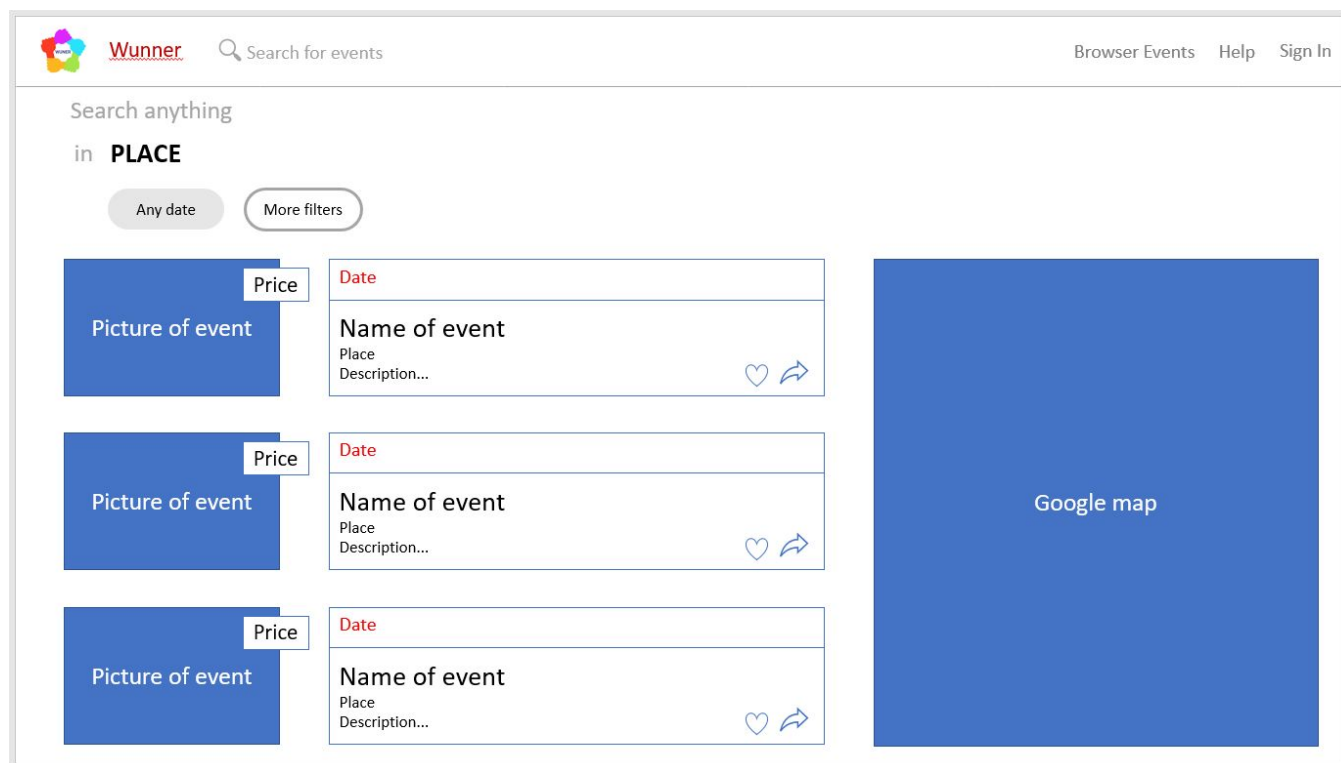 Wunner
Search for events
Browser Events
Help
Sign In
Search anything
in PLACE
Any date
More filters
Picture of event
Price
Date
Name of event
Place
Description...
Picture of event
Price
Date
Name of event
Place
Description...
Picture of event
Price
Date
Name of event
Place
Description...
Google map